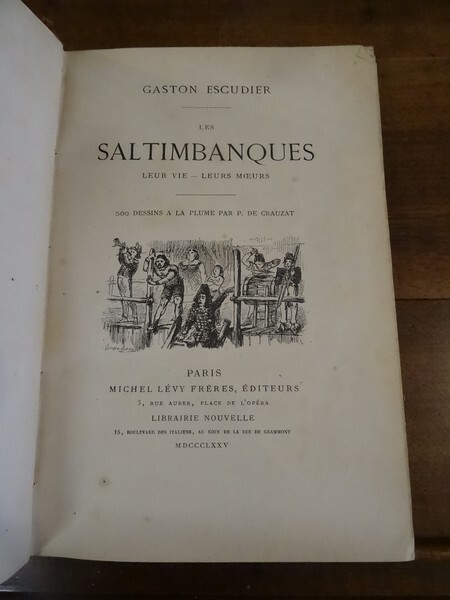 GASTON ESCUDIER
LES
SALTIMBANQUES
LEUR VIE — LEURS MŒURS
500 DESSINS A LA PLUME PAR P. DE CRAUZAT
PARIS
MICHEL LÉVY FRÈRES, ÉDITEURS
3, RUE AUBER, PLACE DE L'OPÉRA
LIBRAIRIE NOUVELLE
15, BOULEVARD DES ITALIENS, AU COIN DE LA RUE DE GRAMMONT
MDCCCLXXV